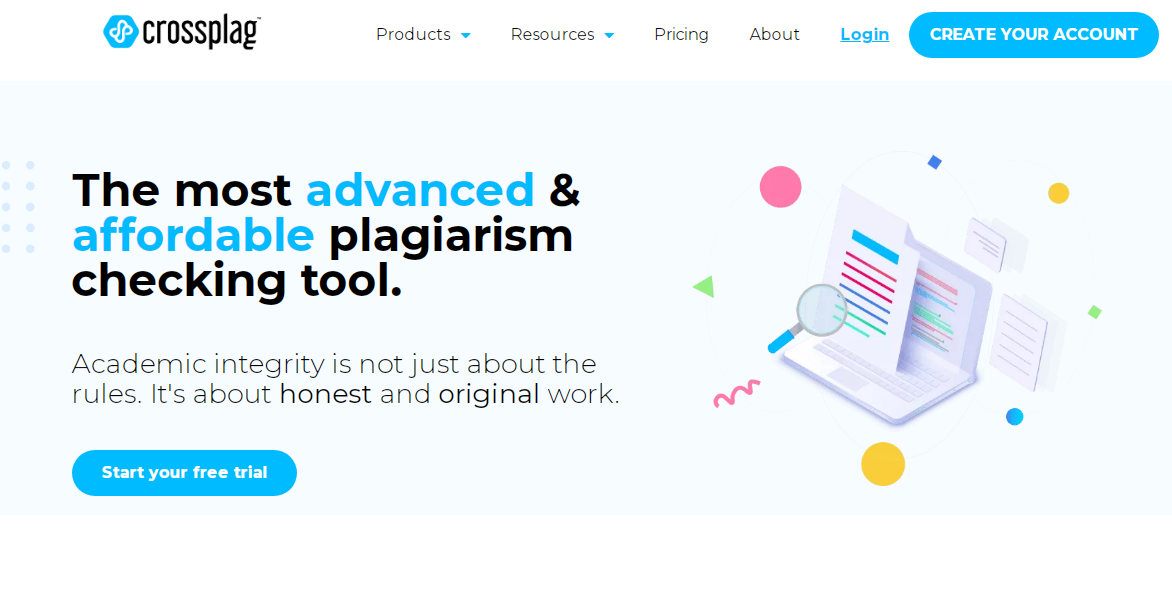 crossplag™
Products
Resources
Pricing
About
Login
CREATE YOUR ACCOUNT
The most advanced &
affordable plagiarism
checking tool.
Academic integrity is not just about the
rules. It's about honest and original work.
Start your free trial